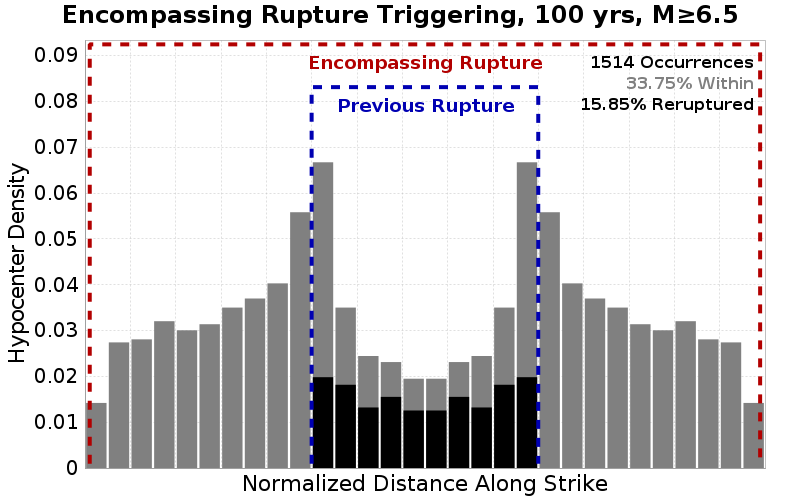 Encompassing Rupture Triggering, 100 yrs, M≥6.5
Encompassing Rupture
Previous Rupture
1514 Occurrences
33.75% Within
15.85% Reruptured
Hypocenter Density
0.09
0.08
0.07
0.06
0.05
0.04
0.03
0.02
0.01
0
Normalized Distance Along Strike